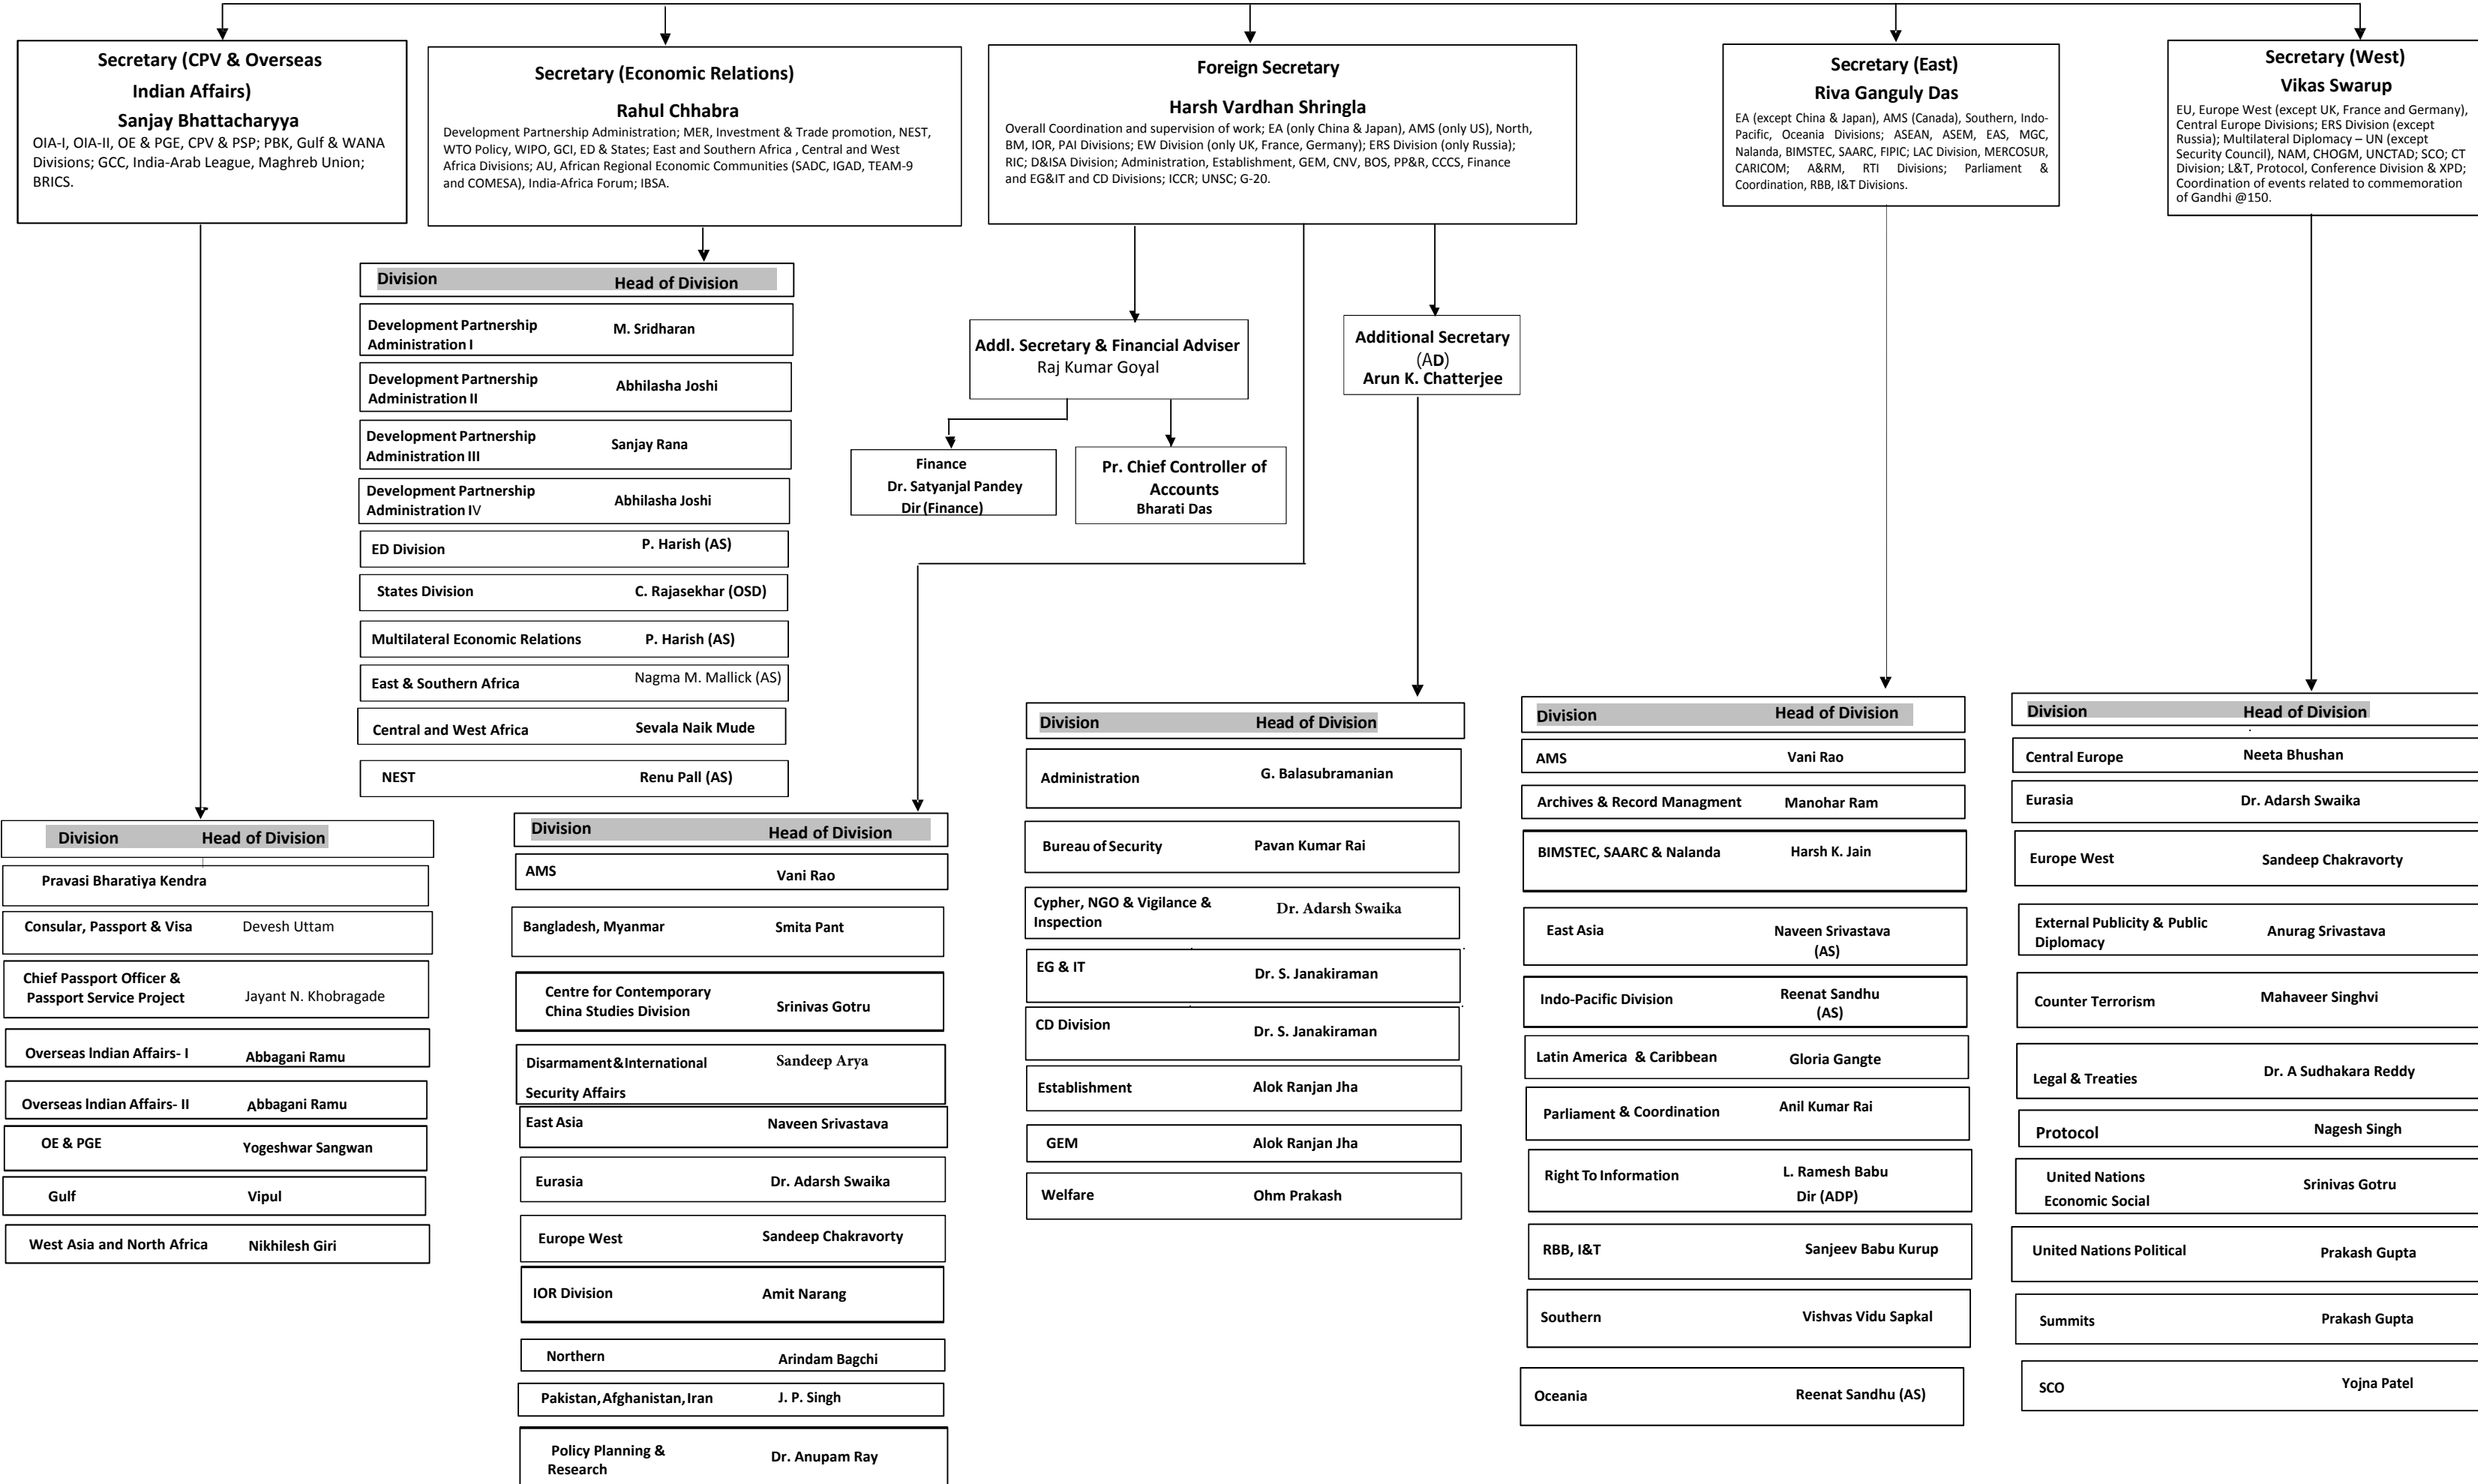 Secretary (CPV & Overseas
Indian Affairs)
Sanjay Bhattacharyya
OIA-I, OIA-II, OE & PGE, CPV & PSP; PBK, Gulf & WANA
Divisions; GCC, India-Arab League, Maghreb Union;
BRICS.
Secretary (Economic Relations)
Rahul Chhabra
Development Partnership Administration; MER, Investment & Trade promotion, NEST,
WTO Policy, WIPO, GCI, ED & States; East and Southern Africa , Central and West
Africa Divisions; AU, African Regional Economic Communities (SADC, IGAD, TEAM-9
and COMESA), India-Africa Forum; IBSA.
Foreign Secretary
Harsh Vardhan Shringla
Overall Coordination and supervision of work; EA (only China & Japan), AMS (only US), North,
BM, IOR, PAI Divisions; EW Division (only UK, France, Germany); ERS Division (only Russia);
RIC; D&ISA Division; Administration, Establishment, GEM, CNV, BOS, PP&R, CCCS, Finance
and EG&IT and CD Divisions; ICCR; UNSC; G-20.
Secretary (East)
Riva Ganguly Das
EA (except China & Japan), AMS (Canada), Southern, Indo-
Pacific, Oceania Divisions; ASEAN, ASEM, EAS, MGC,
Nalanda, BIMSTEC, SAARC, FIPIC; LAC Division, MERCOSUR,
CARICOM; A&RM, RTI Divisions; Parliament &
Coordination, RBB, I&T Divisions.
Secretary (West)
Vikas Swarup
EU, Europe West (except UK, France and Germany),
Central Europe Divisions; ERS Division (except
Russia); Multilateral Diplomacy – UN (except
Security Council), NAM, CHOGM, UNCTAD; SCO; CT
Division; L&T, Protocol, Conference Division & XPD;
Coordination of events related to commemoration
of Gandhi @150.
Division Head of Division
Development Partnership
Administration I M. Sridharan
Development Partnership
Administration II Abhilasha Joshi
Development Partnership
Administration III Sanjay Rana
Development Partnership
Administration IV Abhilasha Joshi
ED Division P. Harish (AS)
States Division C. Rajasekhar (OSD)
Multilateral Economic Relations P. Harish (AS)
East & Southern Africa Nagma M. Mallick (AS)
Central and West Africa Sevala Naik Mude
NEST Renu Pall (AS)
Addl. Secretary & Financial Adviser
Raj Kumar Goyal
Additional Secretary
(AD)
Arun K. Chatterjee
Finance
Dr. Satyanjal Pandey
Dir (Finance)
Pr. Chief Controller of
Accounts
Bharati Das
Division Head of Division
Pravasi Bharatiya Kendra
Consular, Passport & Visa Devesh Uttam
Chief Passport Officer &
Passport Service Project Jayant N. Khobragade
Overseas Indian Affairs- I Abbagani Ramu
Overseas Indian Affairs- II Abbagani Ramu
OE & PGE Yogeshwar Sangwan
Gulf Vipul
West Asia and North Africa Nikhilesh Giri
Division Head of Division
AMS Vani Rao
Bangladesh, Myanmar Smita Pant
Centre for Contemporary
China Studies Division Srinivas Gotru
Disarmament&International Sandeep Arya
Security Affairs
East Asia Naveen Srivastava
Eurasia Dr. Adarsh Swaika
Europe West Sandeep Chakravorty
IOR Division Amit Narang
Northern Arindam Bagchi
Pakistan, Afghanistan, Iran J. P. Singh
Policy Planning &
Research Dr. Anupam Ray
Division Head of Division
Administration G. Balasubramanian
Bureau of Security Pavan Kumar Rai
Cypher, NGO & Vigilance & Dr. Adarsh Swaika
Inspection
EG & IT Dr. S. Janakiraman
CD Division Dr. S. Janakiraman
Establishment Alok Ranjan Jha
GEM Alok Ranjan Jha
Welfare Ohm Prakash
Division Head of Division
AMS Vani Rao
Archives & Record Managment Manohar Ram
BIMSTEC, SAARC & Nalanda Harsh K. Jain
East Asia Naveen Srivastava
(AS)
Indo-Pacific Division Reenat Sandhu
(AS)
Latin America & Caribbean Gloria Gangte
Parliament & Coordination Anil Kumar Rai
Right To Information L. Ramesh Babu
Dir (ADP)
RBB, I&T Sanjeev Babu Kurup
Southern Vishvas Vidu Sapkal
Oceania Reenat Sandhu (AS)
Division Head of Division
Central Europe Neeta Bhushan
Eurasia Dr. Adarsh Swaika
Europe West Sandeep Chakravorty
External Publicity & Public
Diplomacy Anurag Srivastava
Counter Terrorism Mahaveer Singhvi
Legal & Treaties Dr. A Sudhakara Reddy
Protocol Nagesh Singh
United Nations
Economic Social Srinivas Gotru
United Nations Political Prakash Gupta
Summits Prakash Gupta
SCO Yojna Patel